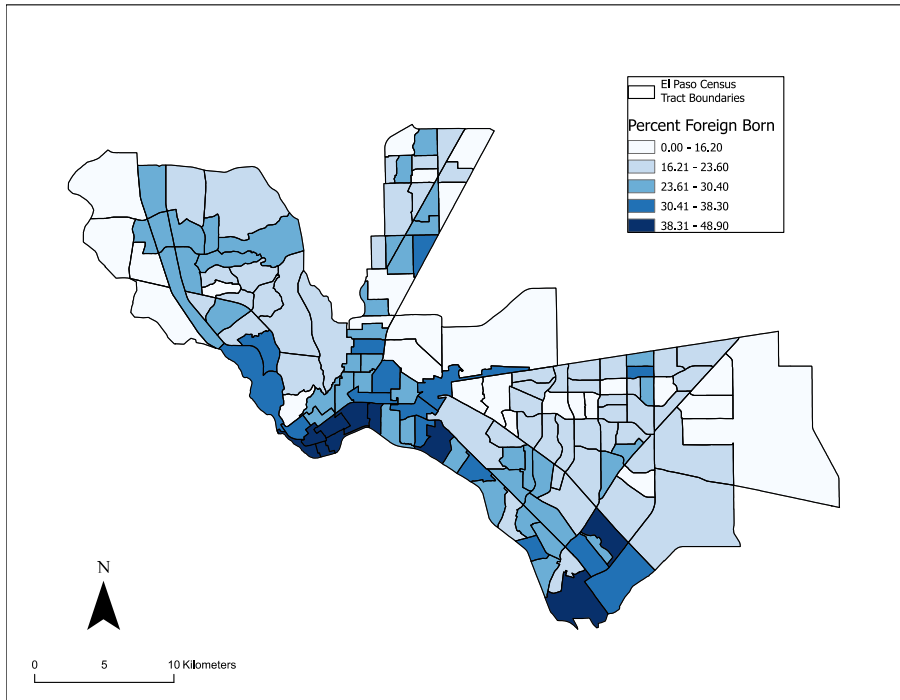 El Paso Census
Tract Boundaries
Percent Foreign Born
0.00 - 16.20
16.21 - 23.60
23.61 - 30.40
30.41 - 38.30
38.31 - 48.90
N
0 5 10 Kilometers